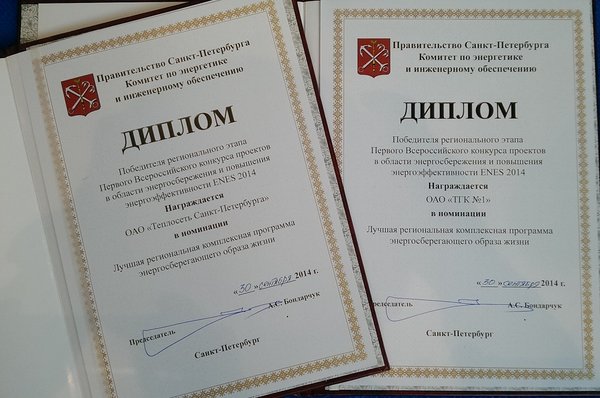 Правительство Санкт-Петербурга
Комитет по энергетике
и инженерному обеспечению
ДИПЛОМ
Победителя регионального этапа
Первого Всероссийского конкурса проектов
в области энергосбережения и повышения
энергоэффективности ENES 2014
Награждается
ОАО «Теплосеть Санкт-Петербурга»
в номинации
Лучшая региональная комплексная программа
энергосберегающего образа жизни
«30» сентября 2014 г.
Председатель
А.С. Бондарчук
Санкт-Петербург
Правительство Санкт-Петербурга
Комитет по энергетике
и инженерному обеспечению
ДИПЛОМ
Победителя регионального этапа
Первого Всероссийского конкурса проектов
в области энергосбережения и повышения
энергоэффективности ENES 2014
Награждается
ОАО «ТГК №1»
в номинации
Лучшая региональная комплексная программа
энергосберегающего образа жизни
«30» сентября 2014 г.
Председатель
А.С. Бондарчук
Санкт-Петербург